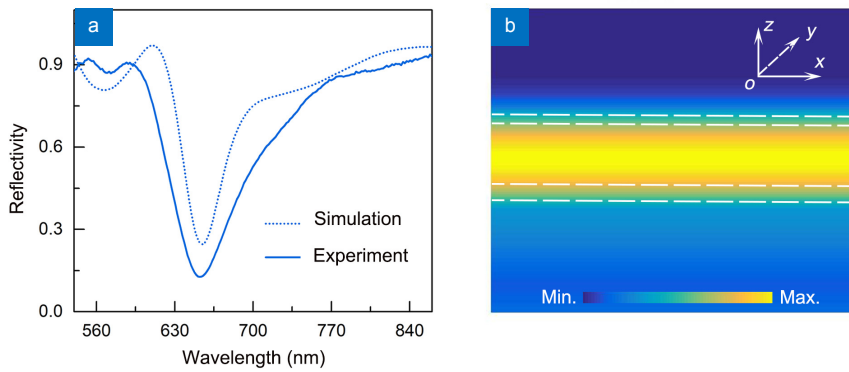 a
Reflectivity
0.9
0.6
0.3
0.0
Simulation
Experiment
560 630 700 770 840
Wavelength (nm)
b
z
y
x
o
Min. Max.